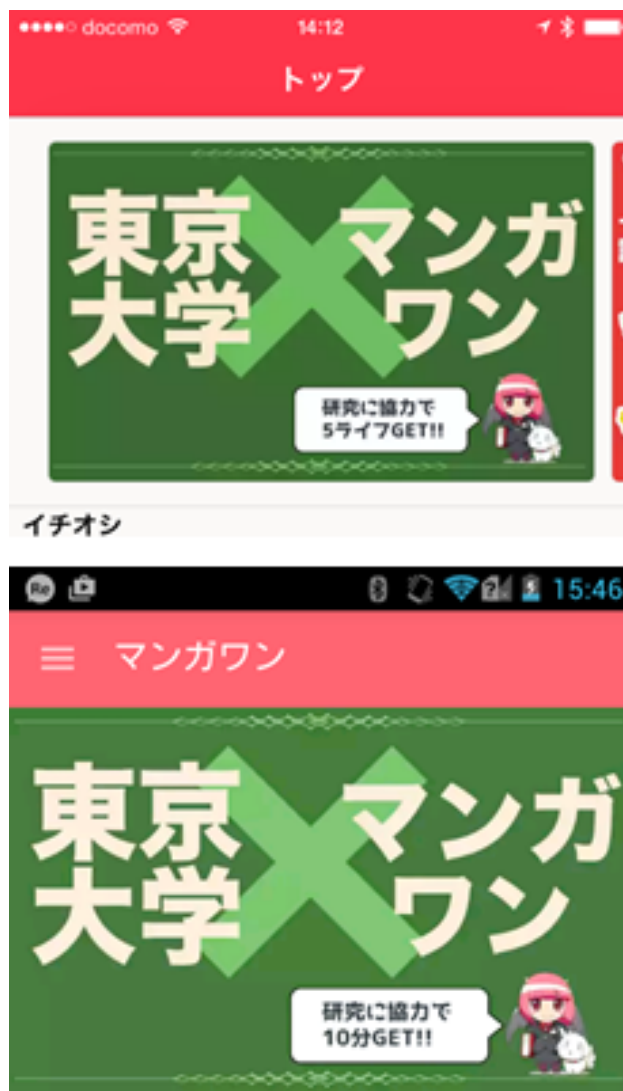 docomo 14:12
トップ
東京 マンガ
大学 ワン
研究に協力で
5ライフGET!!
イチオシ
Re 15:46
マンガワン
東京 マンガ
大学 ワン
研究に協力で
10分GET!!